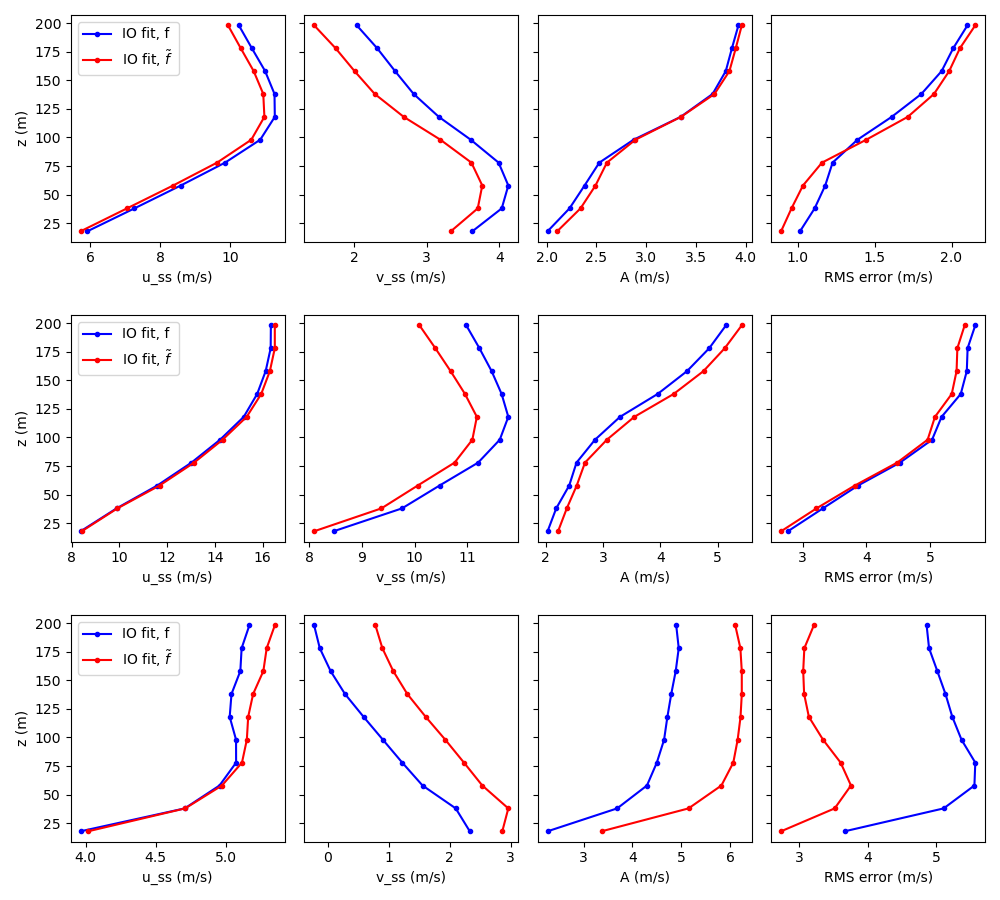 IO fit, f
IO fit, f̃
z (m)
200
175
150
125
100
75
50
25
6 8 10
u_ss (m/s)
2 3 4
v_ss (m/s)
2.0 2.5 3.0 3.5 4.0
A (m/s)
1.0 1.5 2.0
RMS error (m/s)
IO fit, f
IO fit, f̃
z (m)
200
175
150
125
100
75
50
25
8 10 12 14 16
u_ss (m/s)
8 9 10 11
v_ss (m/s)
2 3 4 5
A (m/s)
3 4 5
RMS error (m/s)
IO fit, f
IO fit, f̃
z (m)
200
175
150
125
100
75
50
25
4.0 4.5 5.0
u_ss (m/s)
0 1 2 3
v_ss (m/s)
3 4 5 6
A (m/s)
3 4 5
RMS error (m/s)